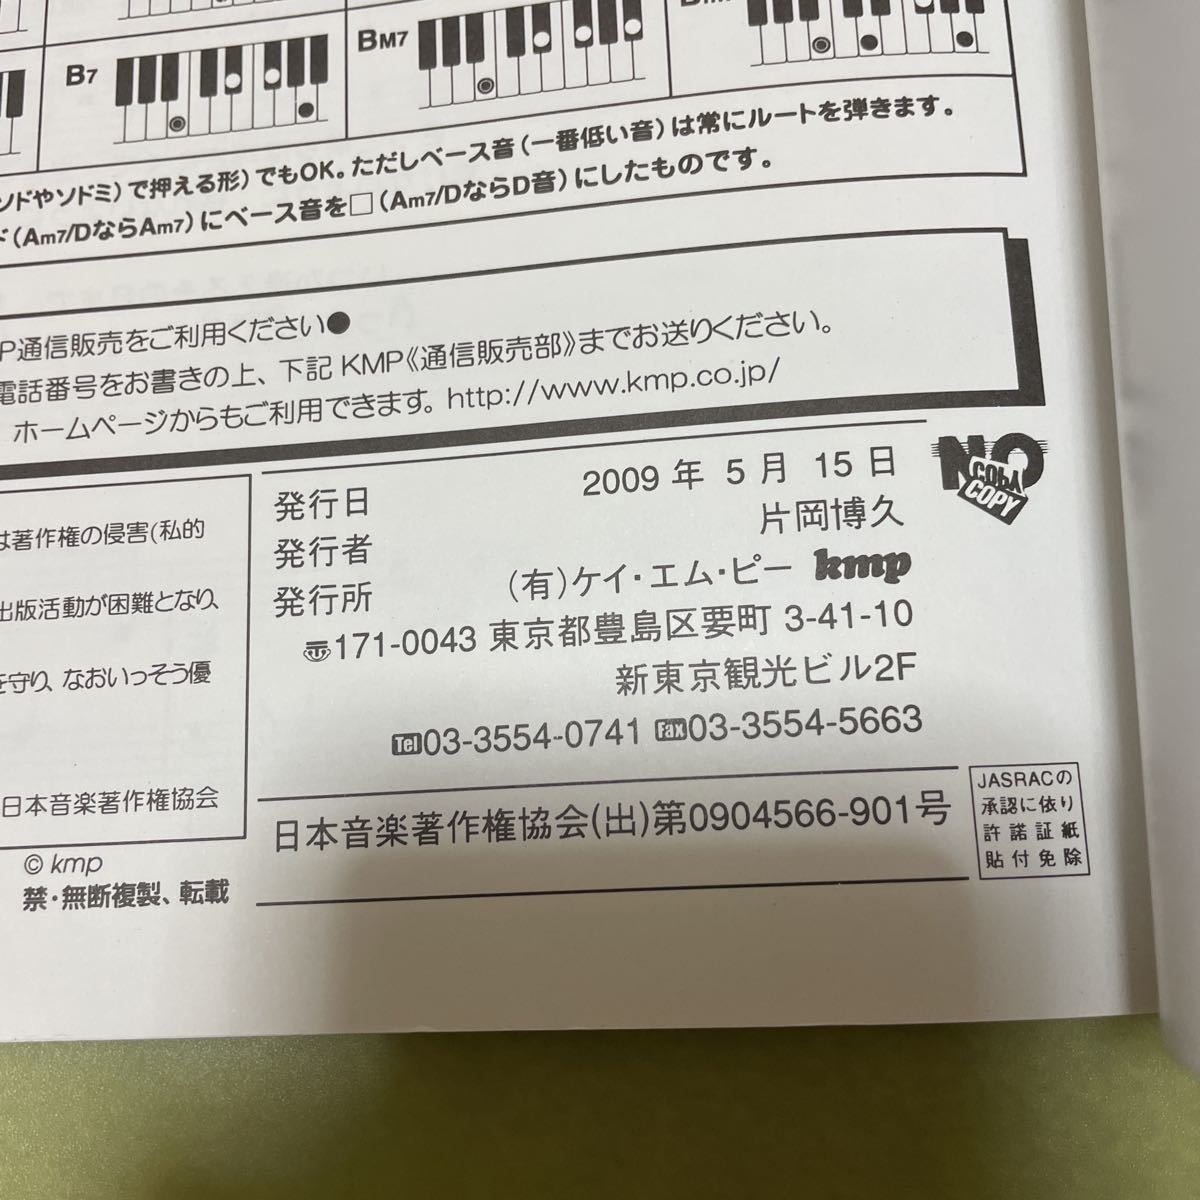 B7
BM7
ソドやソドミ)で押える形)でもOK。ただしベース音(一番低い音)は常にルートを弾きます。
ド(Am7/DならAm7)にベース音を□(Am7/DならD音)にしたものです。
P通信販売をご利用ください●
電話番号をお書きの上、下記 KMP《通信販売部》までお送りください。
ホームページからもご利用できます。http://www.kmp.co.jp/
は著作権の侵害(私的
出版活動が困難となり、
を守り、なおいっそう優
日本音楽著作権協会
© kmp
禁・無断複製、転載
発行日 2009 年 5 月 15 日
発行者 片岡博久
発行所 (有)ケイ・エム・ピー kmp
〒171-0043 東京都豊島区要町 3-41-10
新東京観光ビル2F
Tel 03-3554-0741 Fax 03-3554-5663
日本音楽著作権協会(出)第0904566-901号
NO
COPY
COPY
JASRACの
承認に依り
許諾証紙
貼付免除